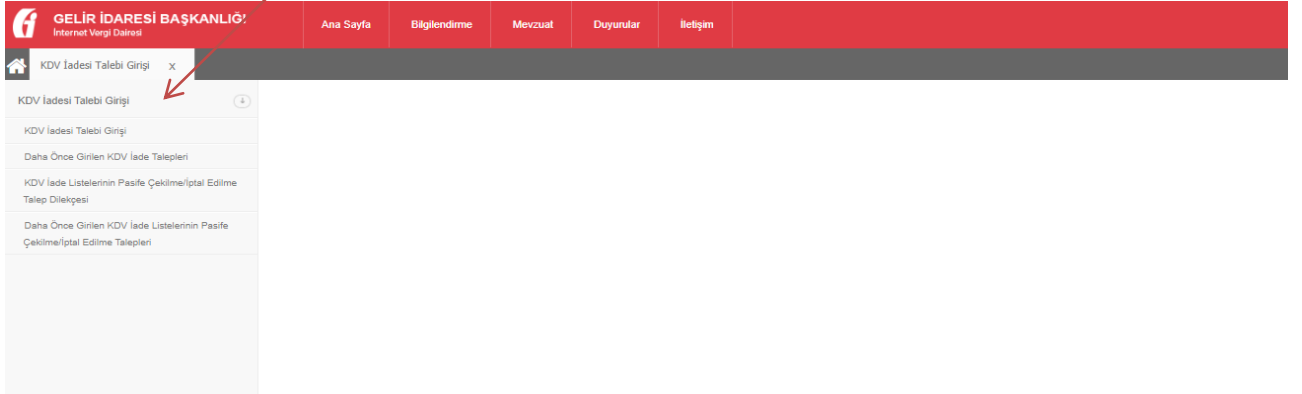 GELİR İDARESİ BAŞKANLIĞI
İnternet Vergi Dairesi
Ana Sayfa
Bilgilendirme
Mevzuat
Duyurular
İletişim
KDV İadesi Talebi Girişi x
KDV İadesi Talebi Girişi
KDV İadesi Talebi Girişi
Daha Önce Girilen KDV İade Talepleri
KDV İade Listelerinin Pasife Çekilme/İptal Edilme
Talep Dilekçesi
Daha Önce Girilen KDV İade Listelerinin Pasife
Çekilme/İptal Edilme Talepleri